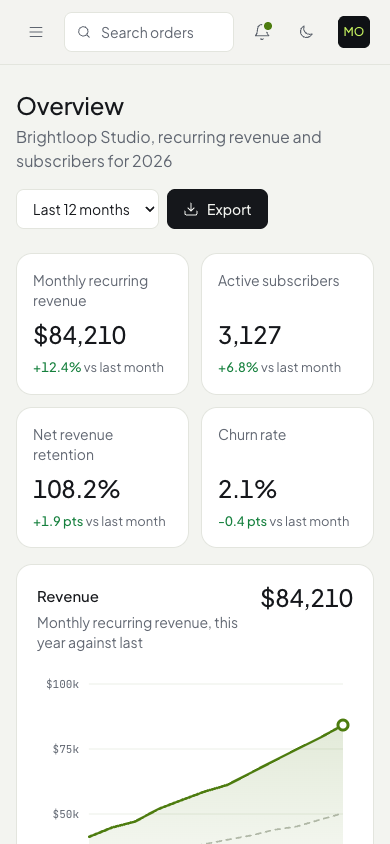 Search orders
MO
Overview
Brightloop Studio, recurring revenue and
subscribers for 2026
Last 12 months
Export
Monthly recurring
revenue
$84,210
+12.4% vs last month
Active subscribers
3,127
+6.8% vs last month
Net revenue
retention
108.2%
+1.9 pts vs last month
Churn rate
2.1%
-0.4 pts vs last month
Revenue
$84,210
Monthly recurring revenue, this
year against last
$100k
$75k
$50k